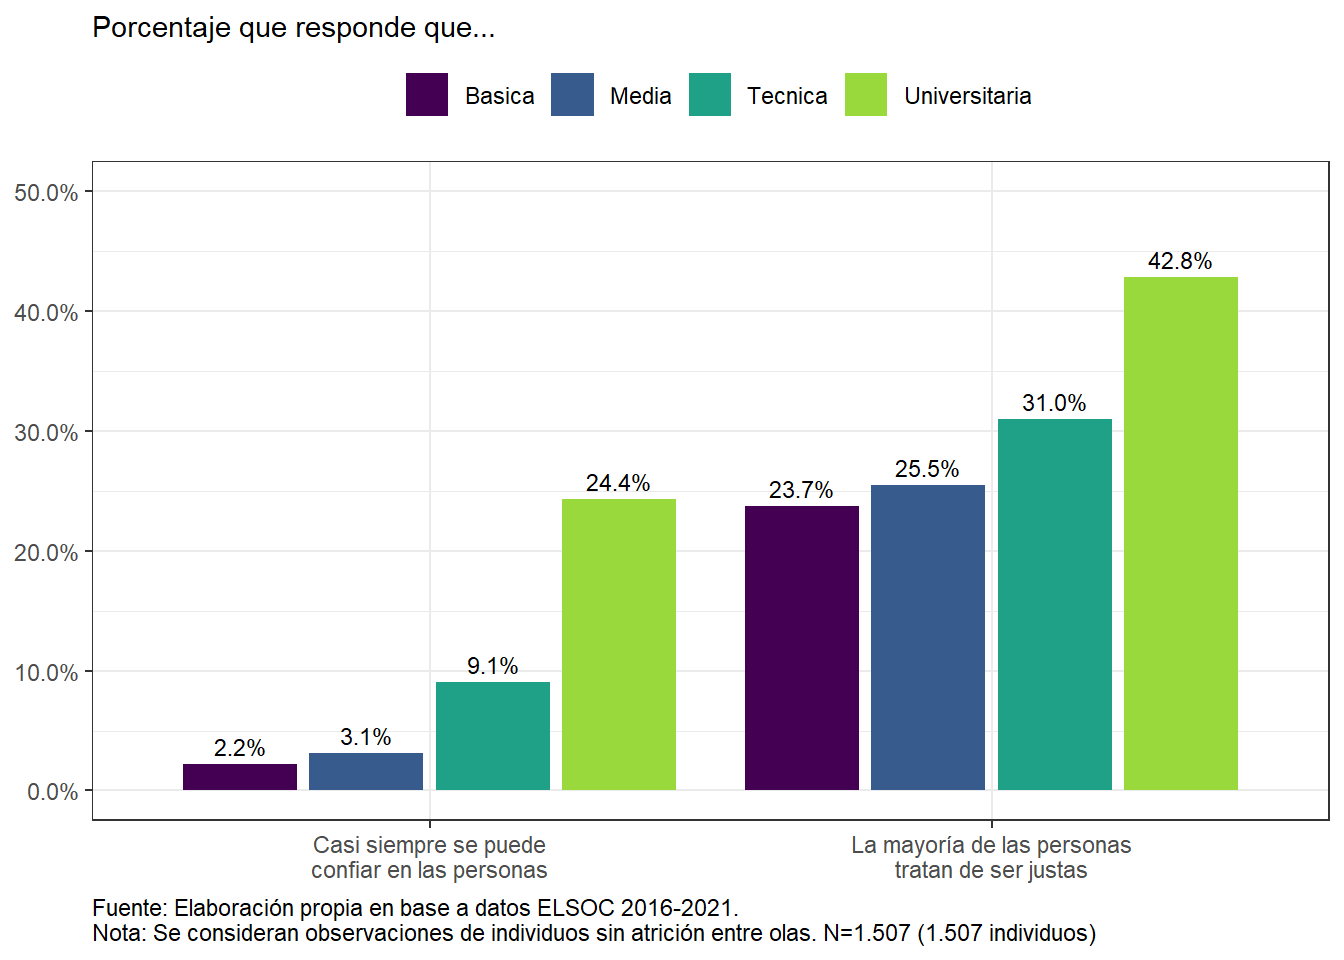 Porcentaje que responde que...
Basica Media Tecnica Universitaria
50.0%
40.0%
30.0%
20.0%
10.0%
0.0%
2.2%
3.1%
9.1%
24.4%
23.7%
25.5%
31.0%
42.8%
Casi siempre se puede
confiar en las personas
La mayoría de las personas
tratan de ser justas
Fuente: Elaboración propia en base a datos ELSOC 2016-2021.
Nota: Se consideran observaciones de individuos sin atrición entre olas. N=1.507 (1.507 individuos)